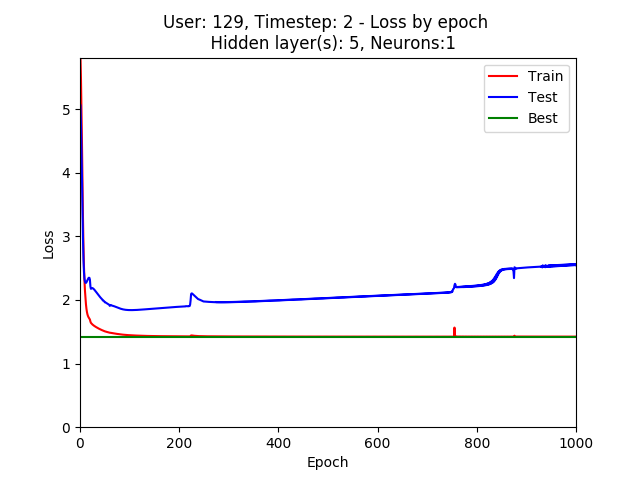 User: 129, Timestep: 2 - Loss by epoch
Hidden layer(s): 5, Neurons:1
Train
Test
Best
Loss
5
4
3
2
1
0
0 200 400 600 800 1000
Epoch